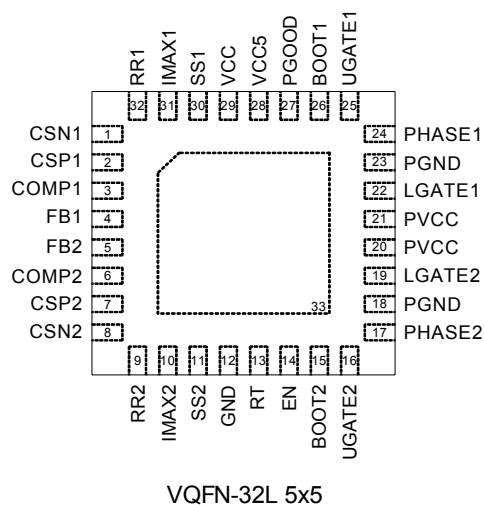 RR1 IMAX1 SS1 VCC VCC5 PGOOD BOOT1 UGATE1
32 31 30 29 28 27 26 25
CSN1 1 24 PHASE1
CSP1 2 23 PGND
COMP1 3 22 LGATE1
FB1 4 21 PVCC
FB2 5 20 PVCC
COMP2 6 19 LGATE2
CSP2 7 18 PGND
CSN2 8 17 PHASE2
33
9 10 11 12 13 14 15 16
RR2 IMAX2 SS2 GND RT EN BOOT2 UGATE2
VQFN-32L 5x5